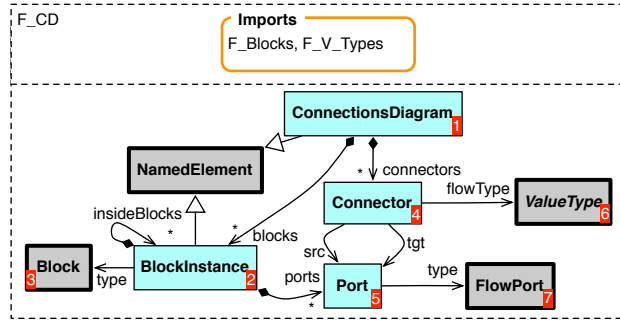 F_CD
Imports
F_Blocks, F_V_Types
ConnectionsDiagram
1
NamedElement
* connectors
flowType
insideBlocks
Connector
4
ValueType
6
*
* blocks
src
tgt
Block
3
type
BlockInstance
2
ports
*
Port
5
type
FlowPort
7